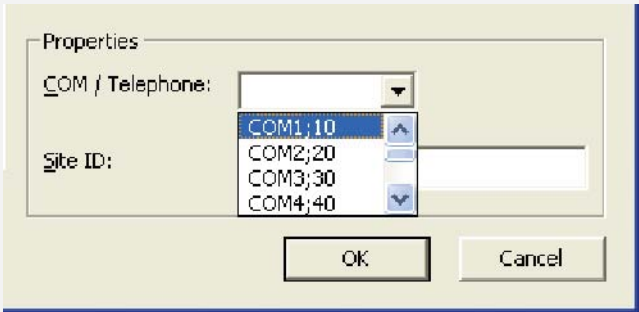 Properties
COM / Telephone:
COM1;10
COM2;20
Site ID:
COM3;30
COM4;40
OK
Cancel